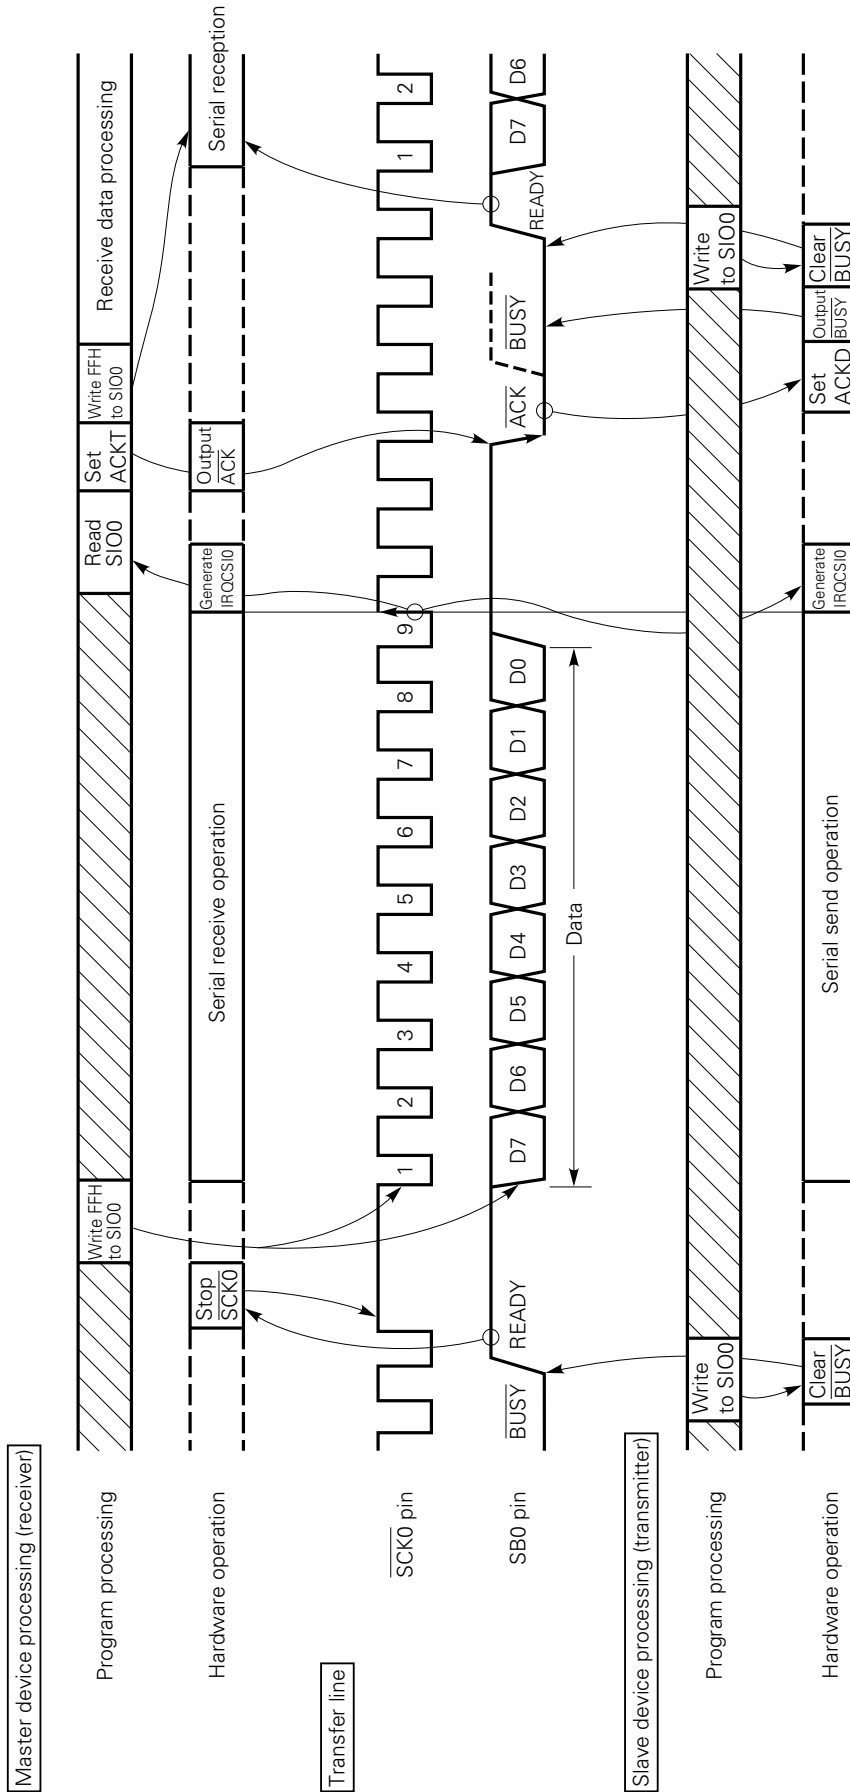 Master device processing (receiver)
Program processing
Write FFH
to SIO0
Read
SIO0
Set
ACKT
Write FFH
to SIO0
Receive data processing
Hardware operation
Stop
SCK0
Serial receive operation
Generate
IRQCSI0
Output
ACK
Serial reception
Transfer line
SCK0 pin
1
2
3
4
5
6
7
8
9
1
2
SB0 pin
BUSY
READY
D7
D6
D5
D4
D3
D2
D1
D0
ACK
BUSY
READY
D7
D6
Data
Slave device processing (transmitter)
Program processing
Write
to SIO0
Write
to SIO0
Hardware operation
Clear
BUSY
Serial send operation
Generate
IRQCSI0
Set
ACKD
Output
BUSY
Clear
BUSY